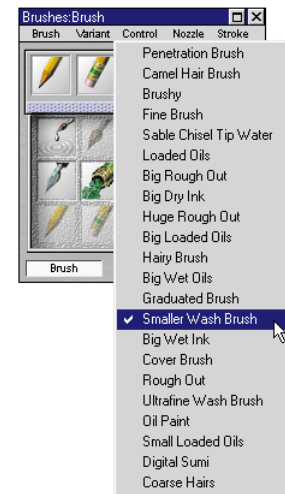 Brushes:Brush
Brush Variant Control Nozzle Stroke
Penetration Brush
Camel Hair Brush
Brushy
Fine Brush
Sable Chisel Tip Water
Loaded Oils
Big Rough Out
Big Dry Ink
Huge Rough Out
Big Loaded Oils
Hairy Brush
Big Wet Oils
Graduated Brush
Smaller Wash Brush
Big Wet Ink
Cover Brush
Rough Out
Ultrafine Wash Brush
Oil Paint
Small Loaded Oils
Digital Sumi
Coarse Hairs
Brush